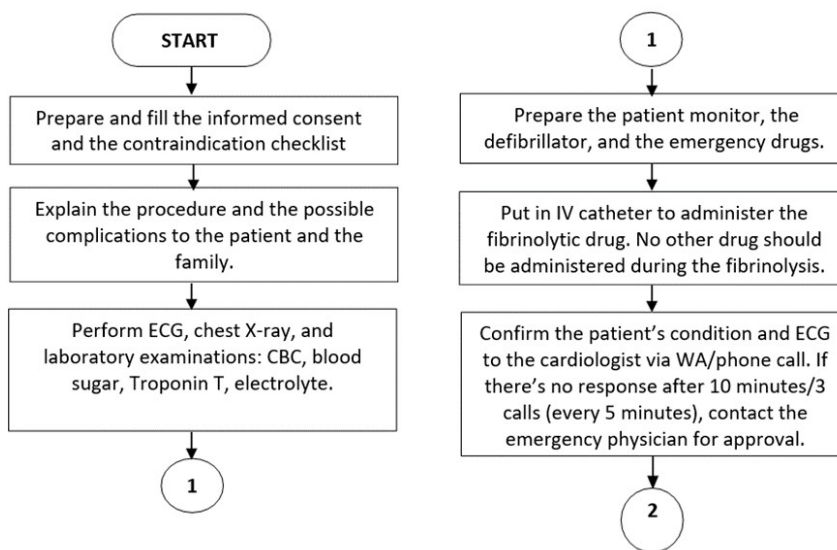 START
Prepare and fill the informed consent
and the contraindication checklist
Explain the procedure and the possible
complications to the patient and the
family.
Perform ECG, chest X-ray, and
laboratory examinations: CBC, blood
sugar, Troponin T, electrolyte.
1
1
Prepare the patient monitor, the
defibrillator, and the emergency drugs.
Put in IV catheter to administer the
fibrinolytic drug. No other drug should
be administered during the fibrinolysis.
Confirm the patient’s condition and ECG
to the cardiologist via WA/phone call. If
there’s no response after 10 minutes/3
calls (every 5 minutes), contact the
emergency physician for approval.
2